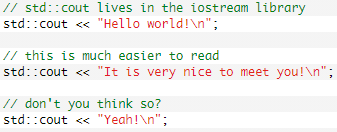 // std::cout lives in the iostream library
std::cout << "Hello world!\n";
// this is much easier to read
std::cout << "It is very nice to meet you!\n";
// don't you think so?
std::cout << "Yeah!\n";